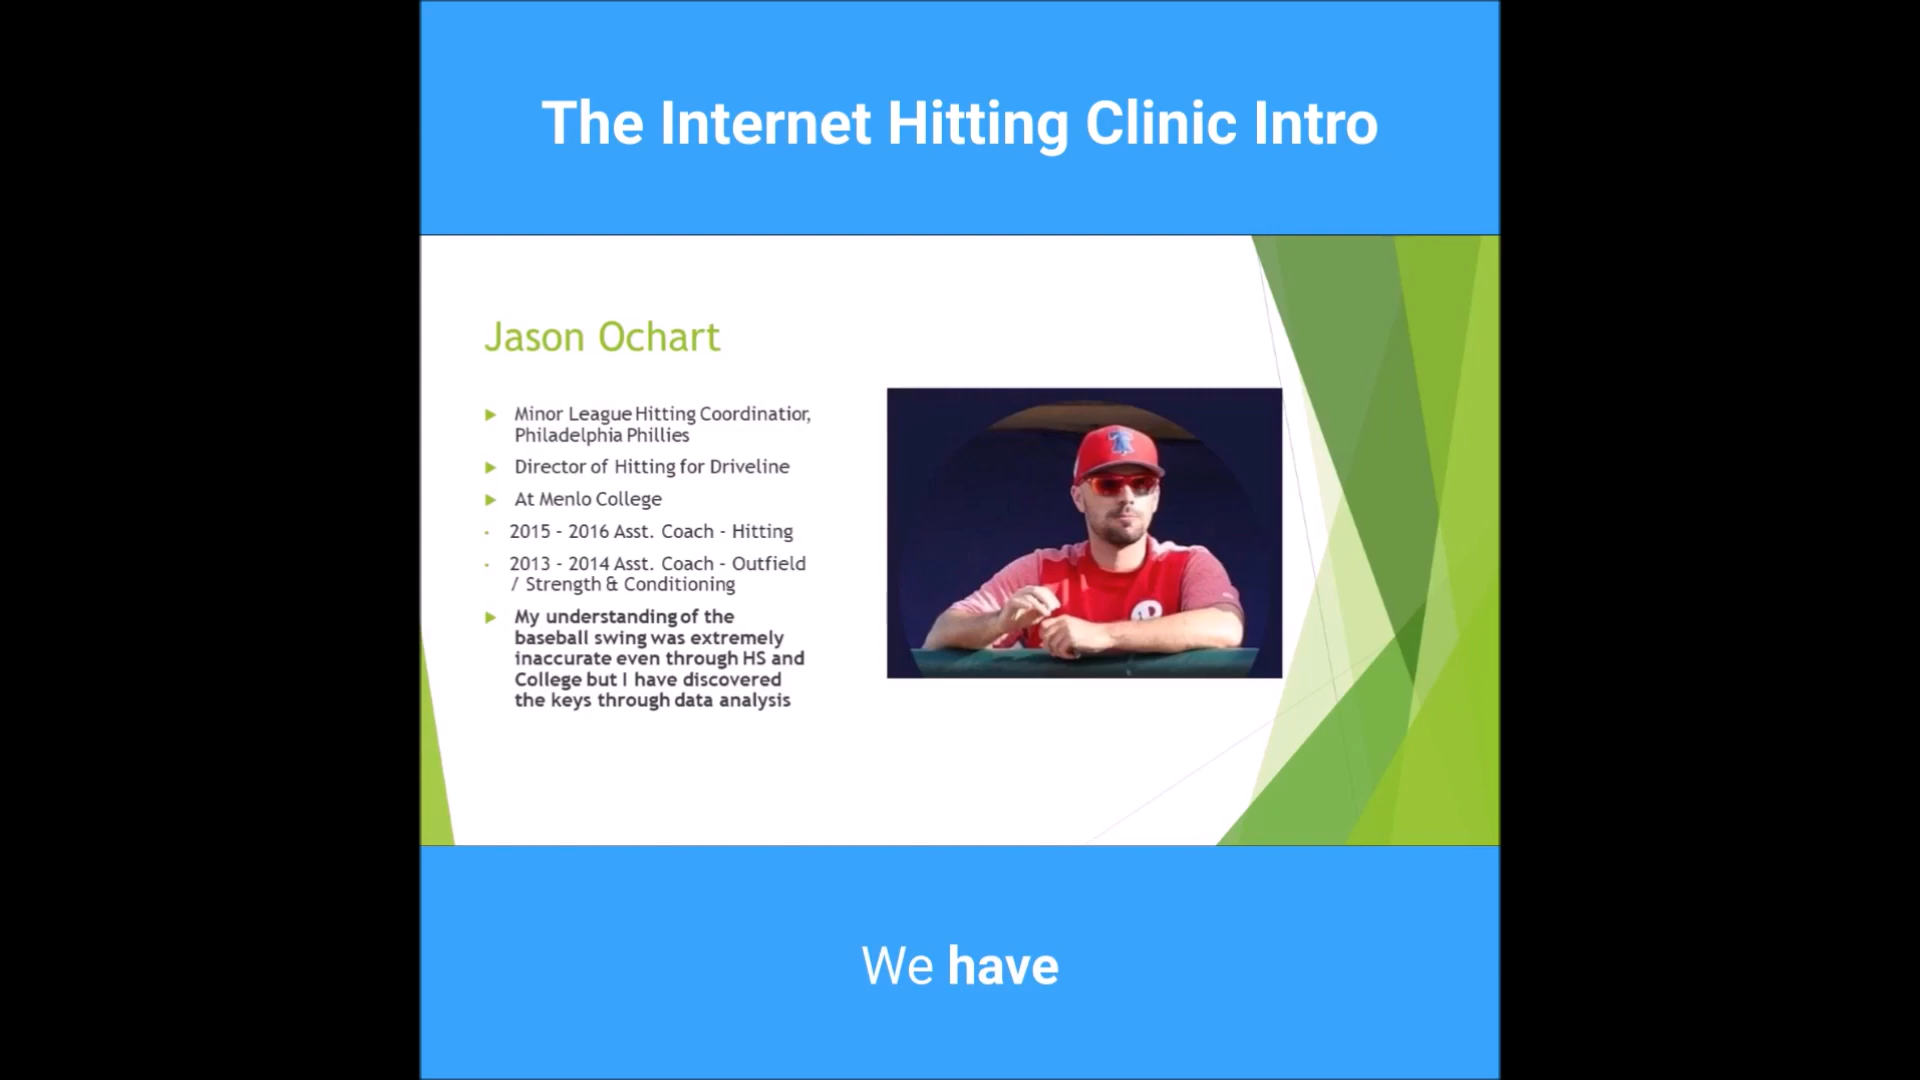 The Internet Hitting Clinic Intro
Jason Ochart
Minor League Hitting Coordinatior,
Philadelphia Phillies
Director of Hitting for Driveline
At Menlo College
2015 - 2016 Asst. Coach - Hitting
2013 - 2014 Asst. Coach - Outfield
/ Strength & Conditioning
My understanding of the
baseball swing was extremely
inaccurate even through HS and
College but I have discovered
the keys through data analysis
We have